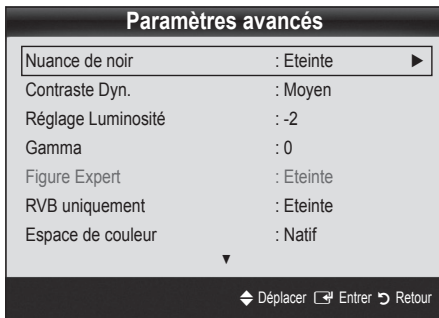 Paramètres avancés
Nuance de noir : Eteinte ►
Contraste Dyn. : Moyen
Réglage Luminosité : -2
Gamma : 0
Figure Expert : Eteinte
RVB uniquement : Eteinte
Espace de couleur : Natif
▼
Déplacer Entrer Retour